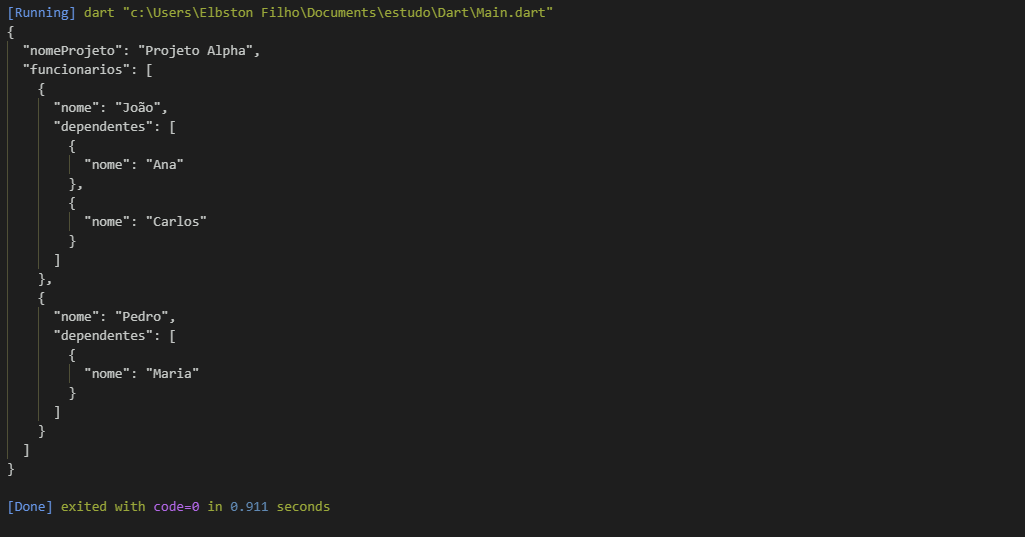 [Running] dart "c:\Users\Elbston Filho\Documents\estudo\Dart\Main.dart"
{
  "nomeProjeto": "Projeto Alpha",
  "funcionarios": [
    {
      "nome": "João",
      "dependentes": [
        {
          "nome": "Ana"
        },
        {
          "nome": "Carlos"
        }
      ]
    },
    {
      "nome": "Pedro",
      "dependentes": [
        {
          "nome": "Maria"
        }
      ]
    }
  ]
}
[Done] exited with code=0 in 0.911 seconds